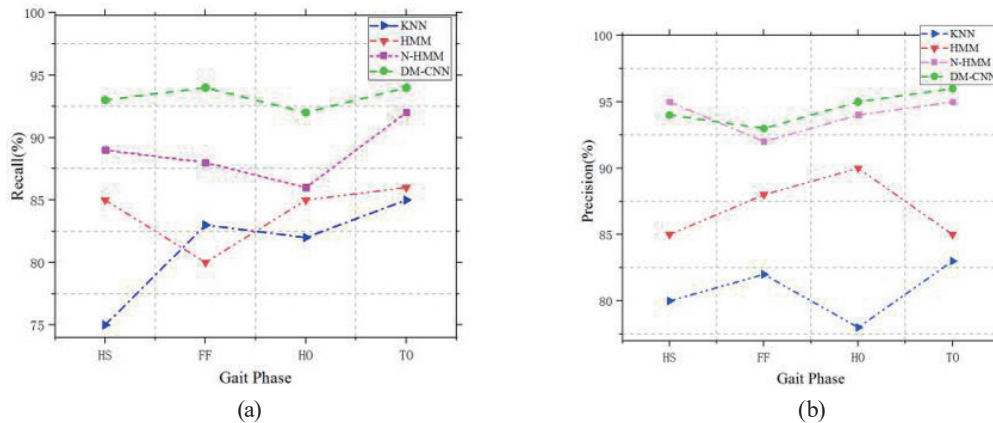 100
95
90
85
80
75
Recall(%)
KNN
HMM
N-HMM
DM-CNN
HS
FF
HO
TO
Gait Phase
(a)
100
95
90
85
80
Precision(%)
KNN
HMM
N-HMM
DM-CNN
HS
FF
HO
TO
Gait Phase
(b)